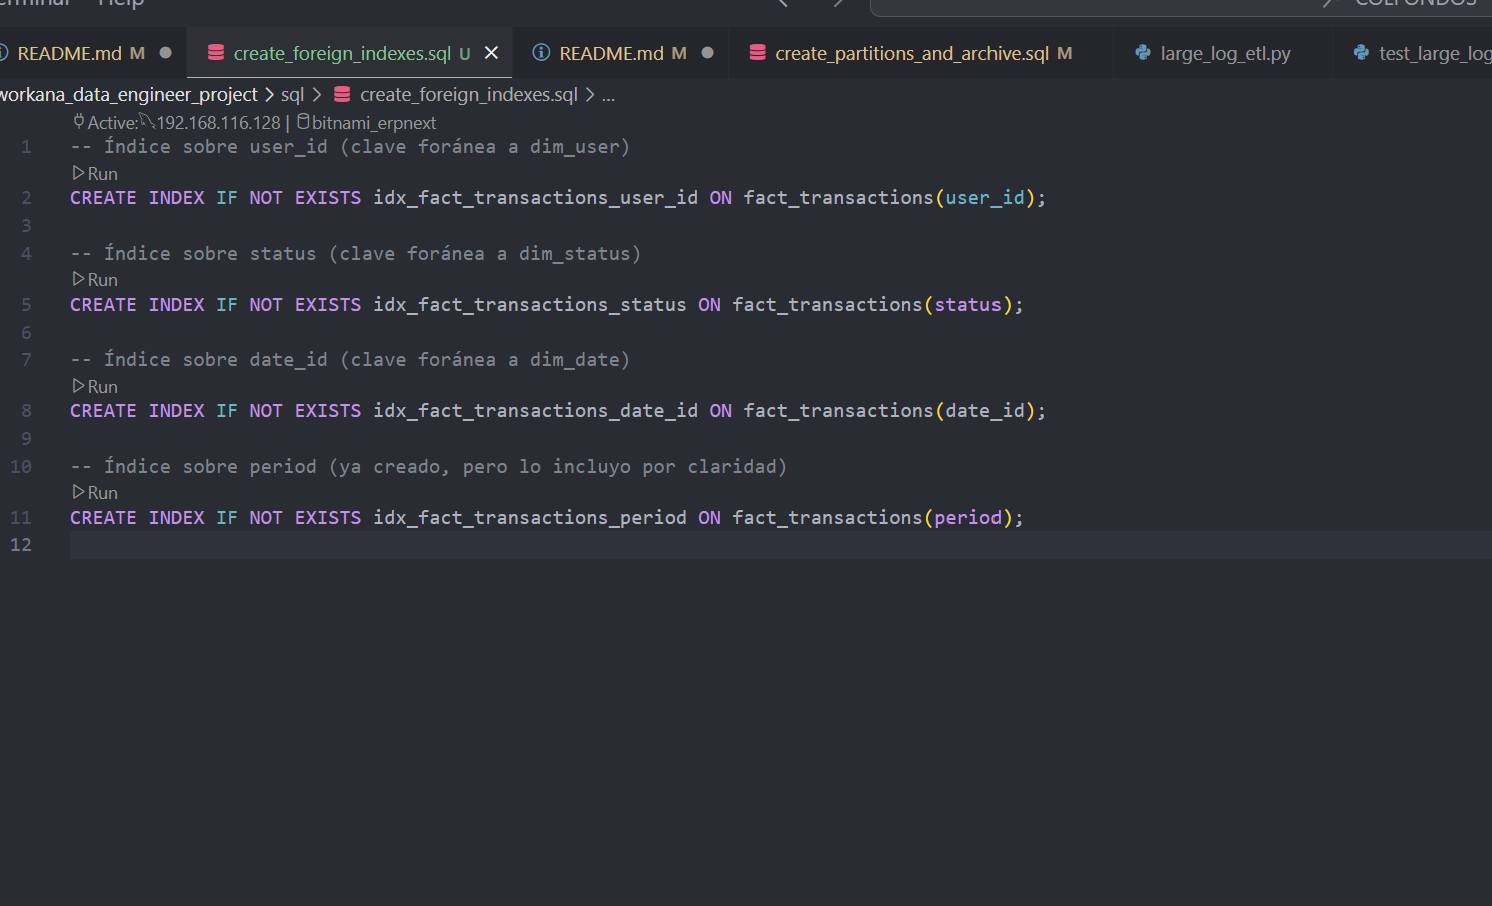 Help
README.md M
create_foreign_indexes.sql U
README.md M
create_partitions_and_archive.sql M
large_log_etl.py
test_large_log
workana_data_engineer_project > sql > create_foreign_indexes.sql > ...
Active: 192.168.116.128 | bitnami_erpnext
1 -- Índice sobre user_id (clave foránea a dim_user)
Run
2 CREATE INDEX IF NOT EXISTS idx_fact_transactions_user_id ON fact_transactions(user_id);
3
4 -- Índice sobre status (clave foránea a dim_status)
Run
5 CREATE INDEX IF NOT EXISTS idx_fact_transactions_status ON fact_transactions(status);
6
7 -- Índice sobre date_id (clave foránea a dim_date)
Run
8 CREATE INDEX IF NOT EXISTS idx_fact_transactions_date_id ON fact_transactions(date_id);
9
10 -- Índice sobre period (ya creado, pero lo incluyo por claridad)
Run
11 CREATE INDEX IF NOT EXISTS idx_fact_transactions_period ON fact_transactions(period);
12